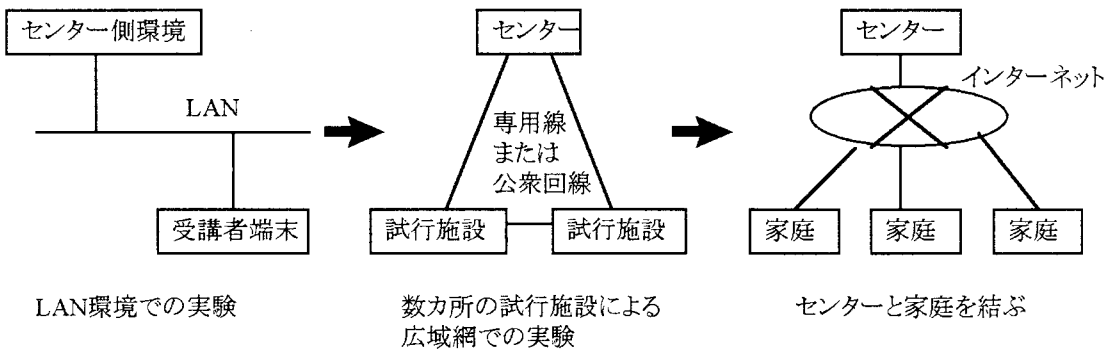 センター側環境
LAN
受講者端末
LAN環境での実験
センター
専用線
または
公衆回線
試行施設
試行施設
数カ所の試行施設による
広域網での実験
センター
インターネット
家庭
家庭
家庭
センターと家庭を結ぶ